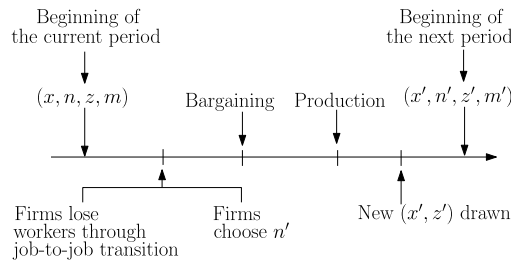 Beginning of
the current period
Beginning of
the next period
(x, n, z, m)
Bargaining
Production
(x′, n′, z′, m′)
Firms lose
workers through
job-to-job transition
Firms
choose n′
New (x′, z′) drawn